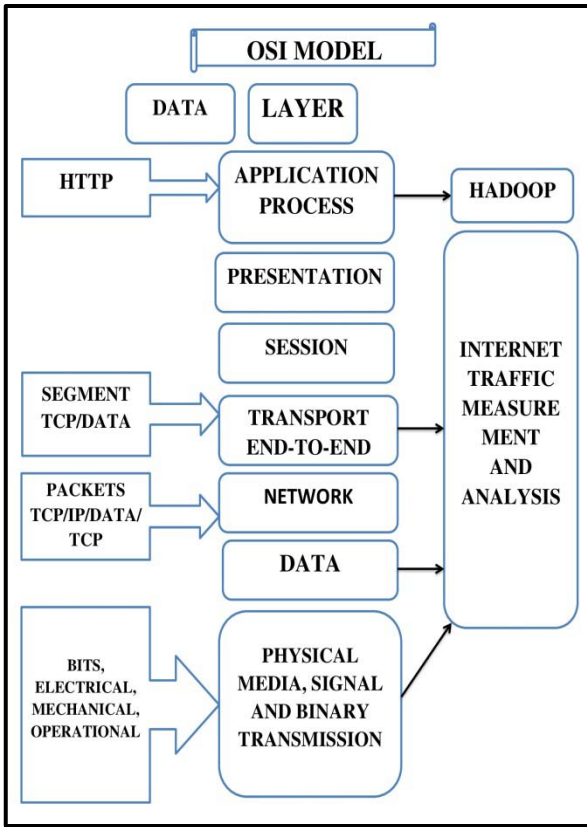 OSI MODEL
DATA
LAYER
HTTP
APPLICATION
PROCESS
HADOOP
PRESENTATION
SESSION
SEGMENT
TCP/DATA
TRANSPORT
END-TO-END
PACKETS
TCP/IP/DATA/
TCP
NETWORK
DATA
INTERNET
TRAFFIC
MEASURE
MENT
AND
ANALYSIS
BITS,
ELECTRICAL,
MECHANICAL,
OPERATIONAL
PHYSICAL
MEDIA, SIGNAL
AND BINARY
TRANSMISSION